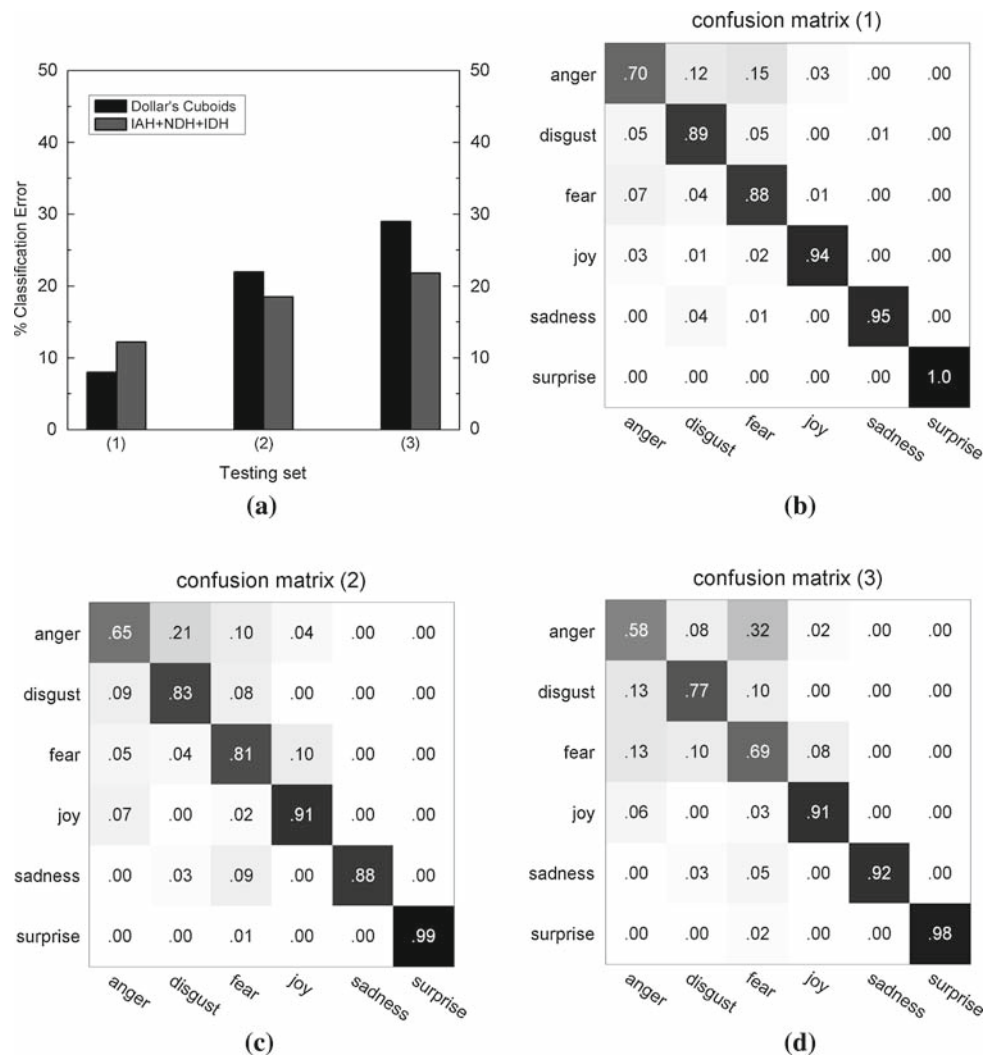 (a)
50
40
30
20
10
0
50
40
30
20
10
0
% Classification Error
Dollar's Cuboids
IAH+NDH+IDH
(1) (2) (3)
Testing set
confusion matrix (1)
anger .70 .12 .15 .03 .00 .00
disgust .05 .89 .05 .00 .01 .00
fear .07 .04 .88 .01 .00 .00
joy .03 .01 .02 .94 .00 .00
sadness .00 .04 .01 .00 .95 .00
surprise .00 .00 .00 .00 .00 1.0
anger disgust fear joy sadness surprise
(a)
(b)
confusion matrix (2)
anger .65 .21 .10 .04 .00 .00
disgust .09 .83 .08 .00 .00 .00
fear .05 .04 .81 .10 .00 .00
joy .07 .00 .02 .91 .00 .00
sadness .00 .03 .09 .00 .88 .00
surprise .00 .00 .01 .00 .00 .99
anger disgust fear joy sadness surprise
(c)
confusion matrix (3)
anger .58 .08 .32 .02 .00 .00
disgust .13 .77 .10 .00 .00 .00
fear .13 .10 .69 .08 .00 .00
joy .06 .00 .03 .91 .00 .00
sadness .00 .03 .05 .00 .92 .00
surprise .00 .00 .02 .00 .00 .98
anger disgust fear joy sadness surprise
(d)